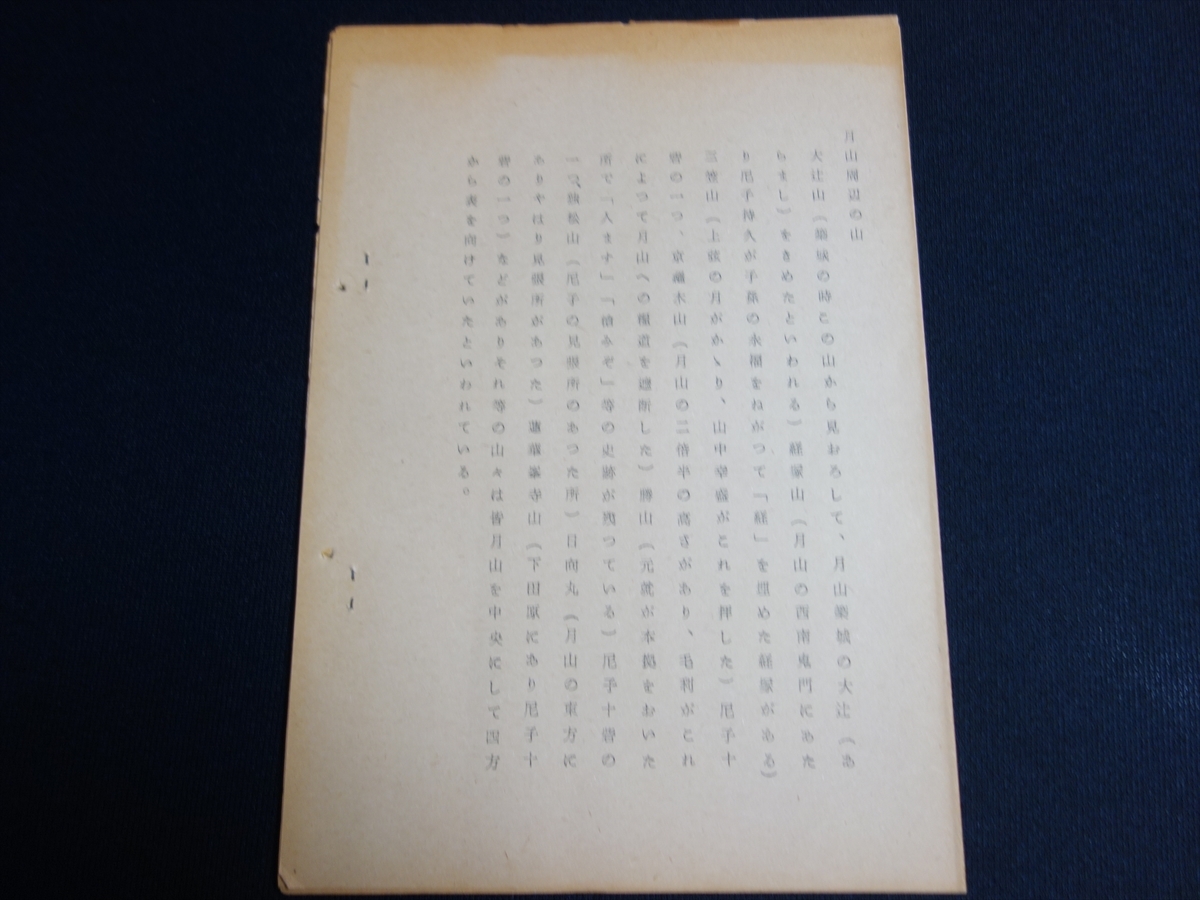 月山周辺の山
大辻山（築城の時この山から見おろして、月山築城の大辻（あ
らまし）をきめたといわれる）経塚山（月山の西南鬼門にあた
り尼子持久が子孫の永福をねがつて「経」を埋めた経塚がある）
三笠山（上弦の月がかゝり、山中幸盛がこれを押した）尼子十
砦の一つ、京羅木山（月山の二倍半の高さがあり、毛利がこれ
によつて月山への糧道を遮断した）勝山（元就が本拠をおいた
所で「人ます」「槍みぞ」等の史跡が残つている）尼子十砦の
一つ、独松山（尼子の見張所のあつた所）日向丸（月山の東方に
ありやはり見張所があつた）蓮華峯寺山（下田原にあり尼子十
砦の一つ）などがありそれ等の山々は皆月山を中央にして四方
から表を向けていたといわれている。